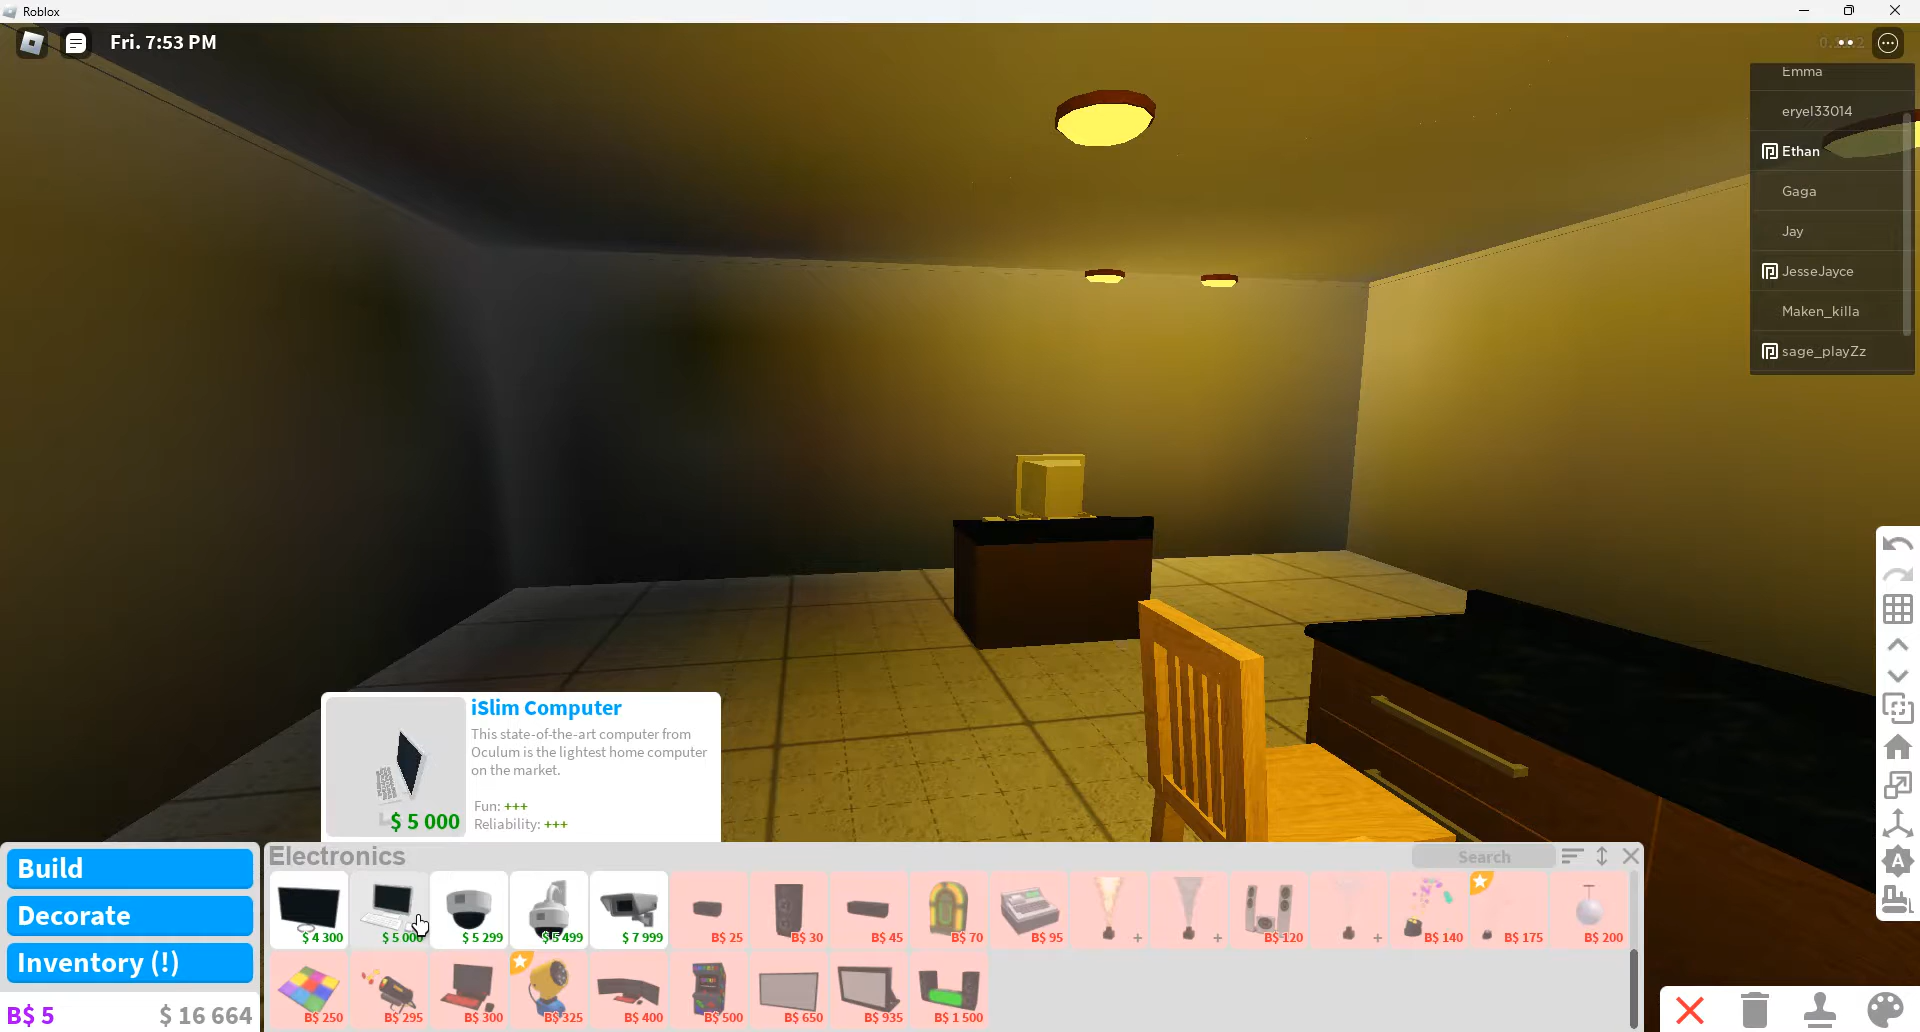 Roblox
Fri. 7:53 PM
Emma
eryel33014
Ethan
Gaga
Jay
JesseJayce
Maken_killa
sage_playZz
iSlim Computer
This state-of-the-art computer from
Oculum is the lightest home computer
on the market.
Fun: +++
Reliability: +++
$ 5 000
Build
Decorate
Inventory (!)
B$ 5 $ 16 664
Electronics
Search
$ 4 300 $ 5 000 $ 5 299 $ 5 499 $ 7 999 B$ 25 B$ 30 B$ 45 B$ 70 B$ 95 + + B$ 120 + B$ 140 B$ 175 B$ 200
B$ 250 B$ 295 B$ 300 B$ 325 B$ 400 B$ 500 B$ 650 B$ 935 B$ 1 500
A